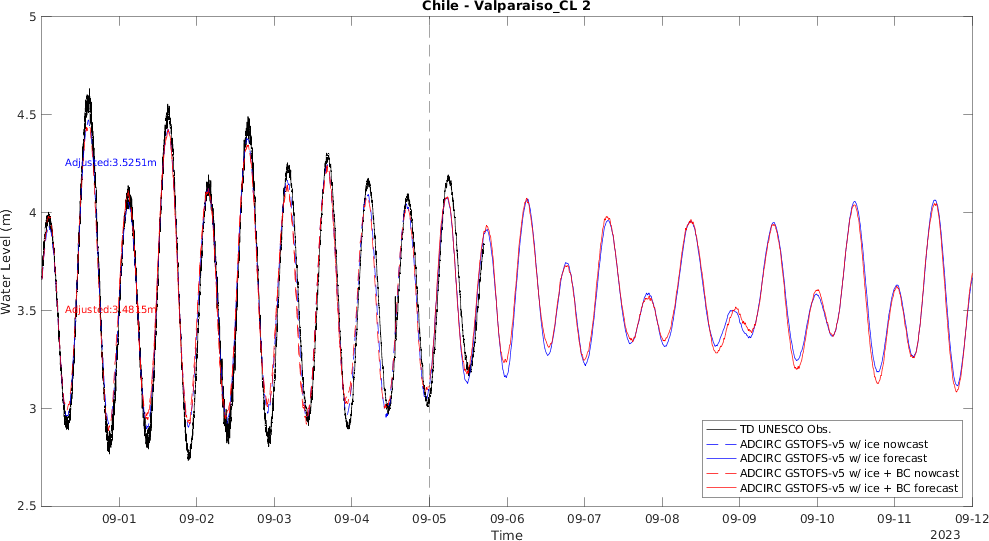 Chile - Valparaiso_CL 2
5
4.5
4
3.5
3
2.5
Water Level (m)
Adjusted:3.5251m
Adjusted:3.4815m
TD UNESCO Obs.
ADCIRC GSTOFS-v5 w/ ice nowcast
ADCIRC GSTOFS-v5 w/ ice forecast
ADCIRC GSTOFS-v5 w/ ice + BC nowcast
ADCIRC GSTOFS-v5 w/ ice + BC forecast
09-01 09-02 09-03 09-04 09-05 09-06 09-07 09-08 09-09 09-10 09-11 09-12
Time
2023